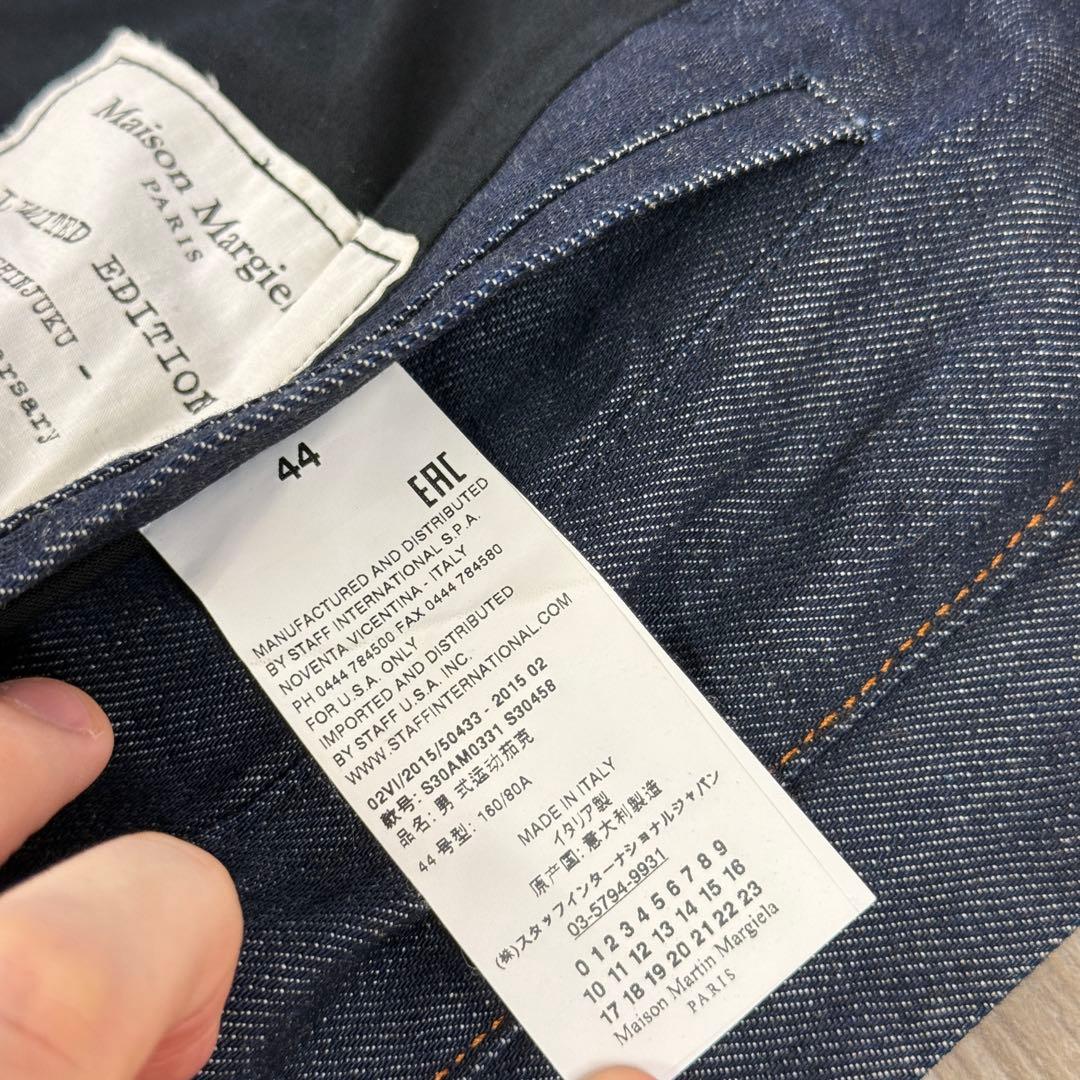 Maison Margie
PARIS
LIMITED EDITION
HINJUKU -
ersary
44
EAC
MANUFACTURED AND DISTRIBUTED
BY STAFF INTERNATIONAL S.P.A.
NOVENTA VICENTINA - ITALY
PH 0444 784500 FAX 0444 784580
FOR U.S.A. ONLY
IMPORTED AND DISTRIBUTED
BY STAFF U.S.A. INC.
WWW.STAFFINTERNATIONAL.COM
02VI/2015/50433 - 2015 02
款号: S30AM0331 S30458
品名: 男 式运动茄克
44 号型: 160/80A
MADE IN ITALY
イタリア製
原产国: 意大利製造
(株)スタッフインターナショナルジャパン
03-5794-9931
0 1 2 3 4 5 6 7 8 9
10 11 12 13 14 15 16
17 18 19 20 21 22 23
Maison Martin Margiela
PARIS